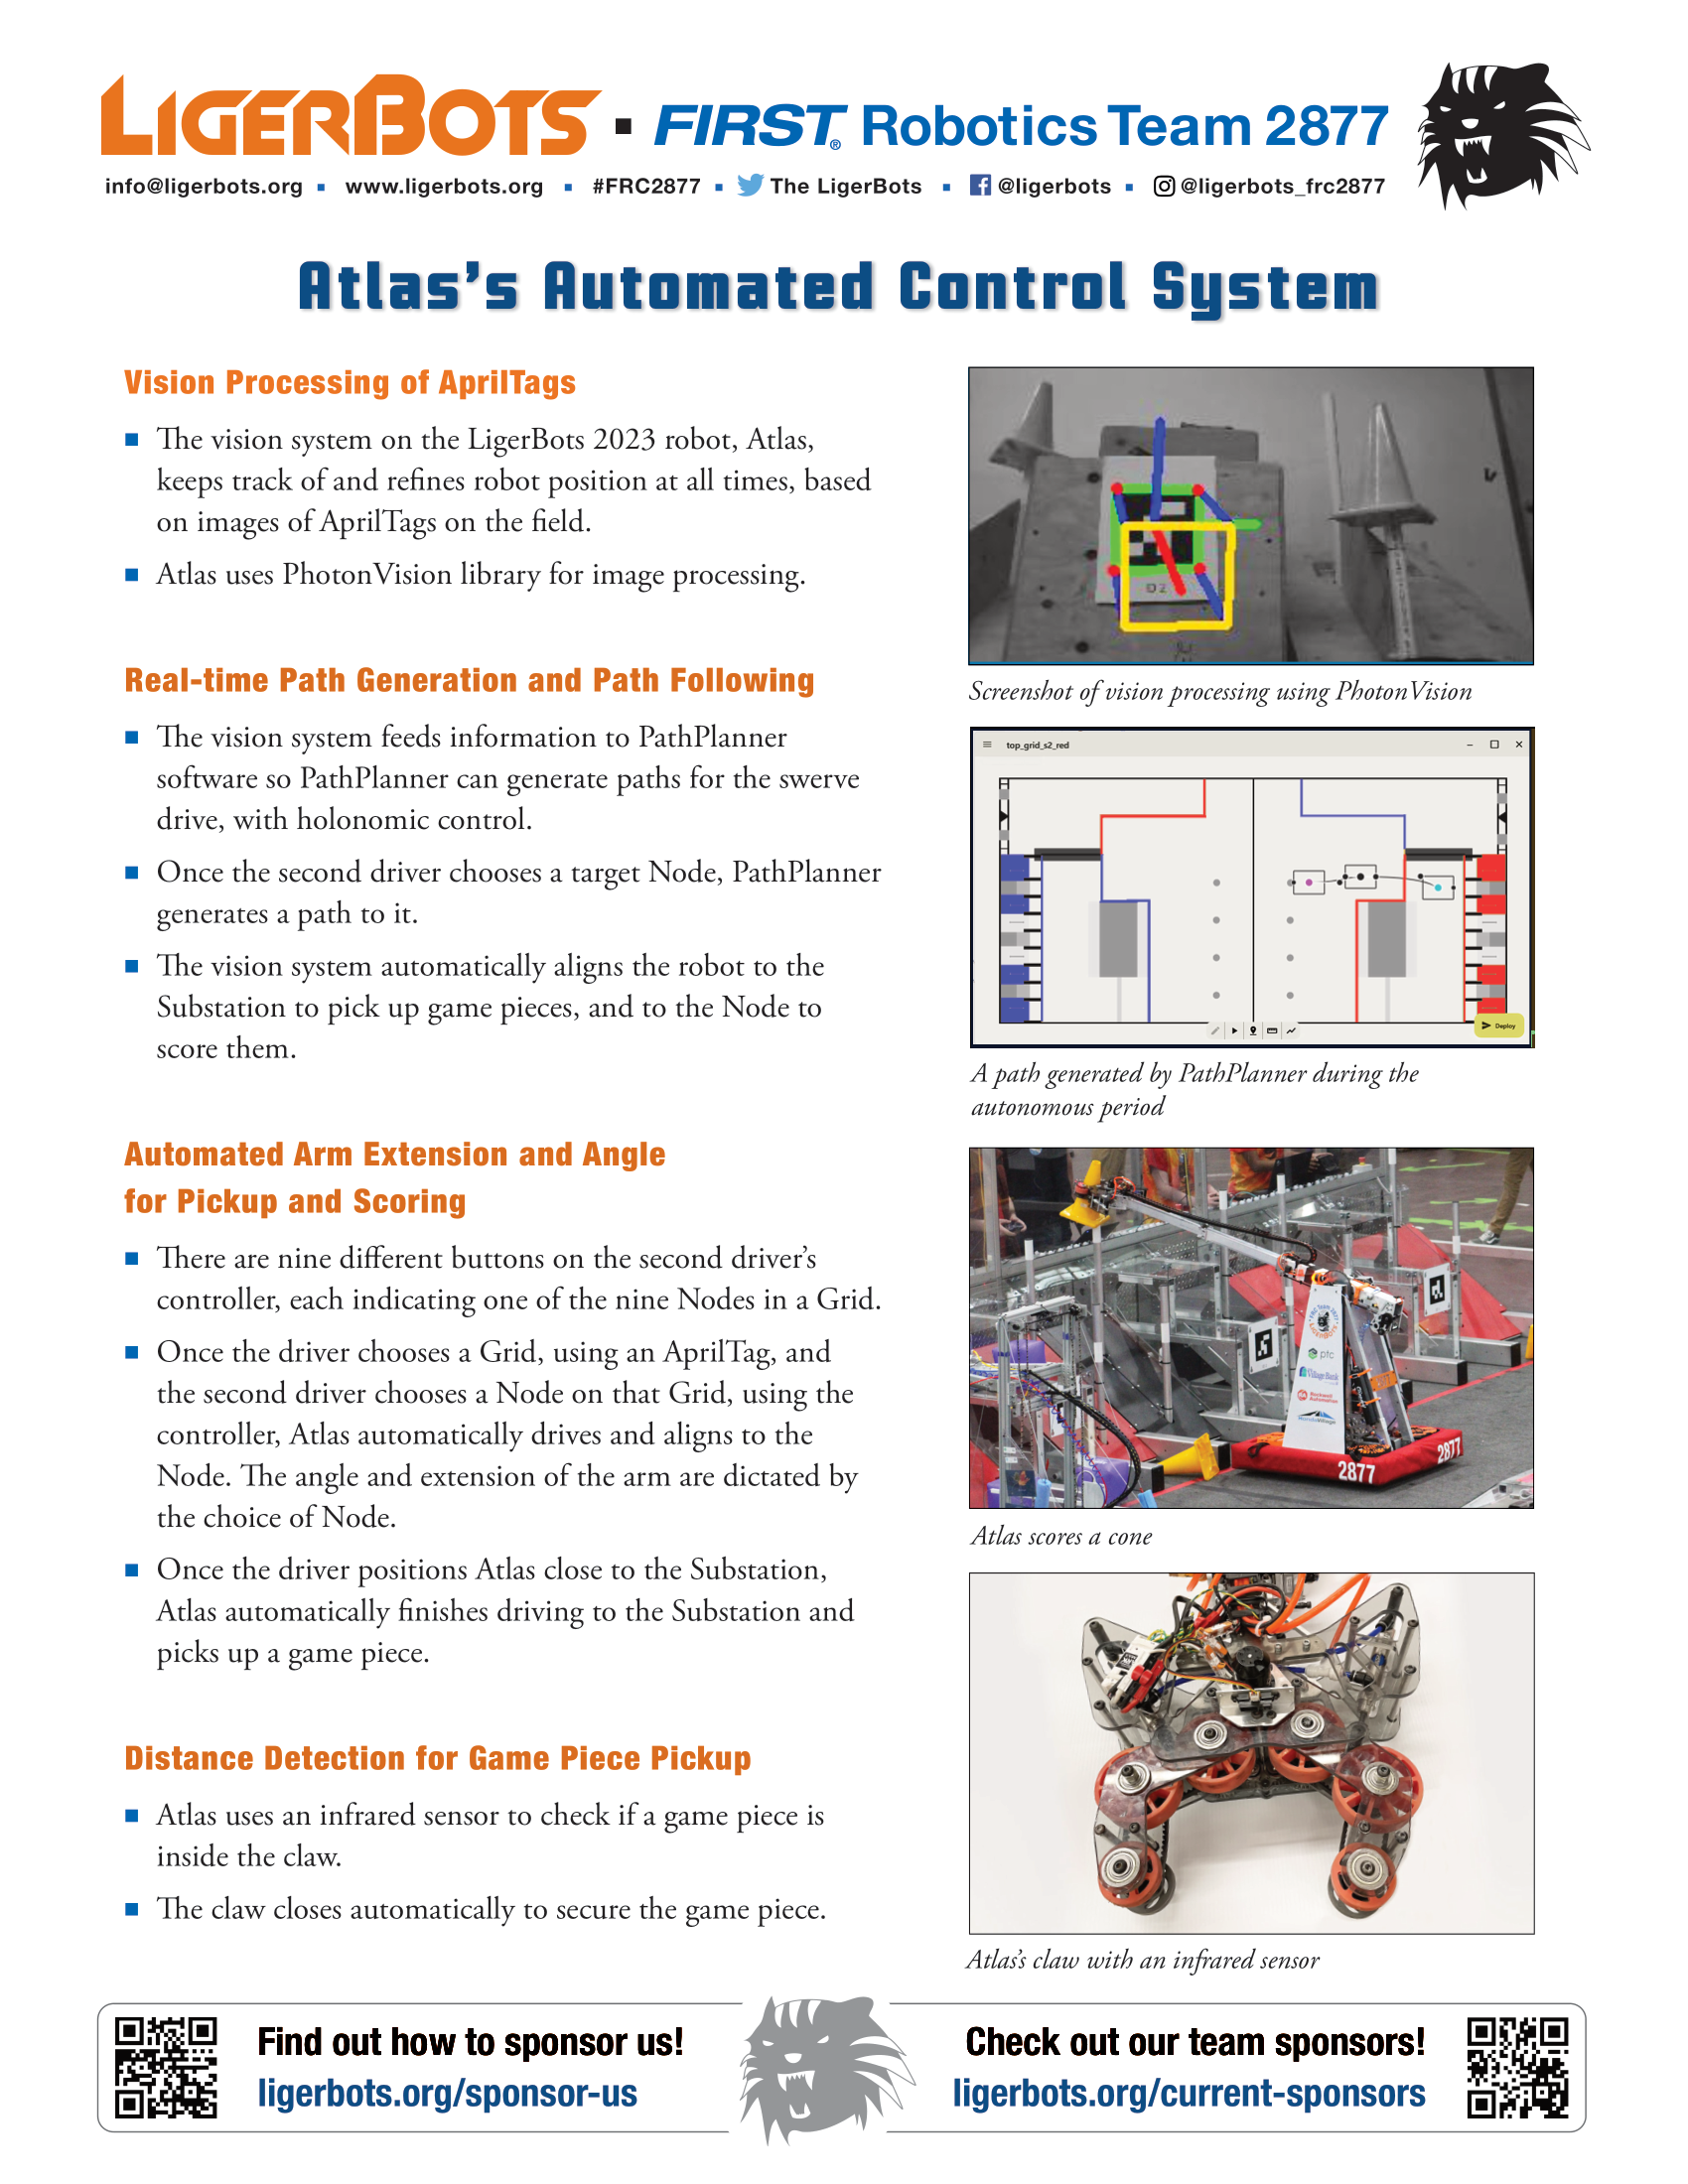 LIGERBOTS ▪ FIRST® Robotics Team 2877
info@ligerbots.org ▪ www.ligerbots.org ▪ #FRC2877 ▪ The LigerBots ▪ @ligerbots ▪ @ligerbots_frc2877
Atlas's Automated Control System
Vision Processing of AprilTags
▪ The vision system on the LigerBots 2023 robot, Atlas,
keeps track of and refines robot position at all times, based
on images of AprilTags on the field.
▪ Atlas uses PhotonVision library for image processing.
Real-time Path Generation and Path Following
▪ The vision system feeds information to PathPlanner
software so PathPlanner can generate paths for the swerve
drive, with holonomic control.
▪ Once the second driver chooses a target Node, PathPlanner
generates a path to it.
▪ The vision system automatically aligns the robot to the
Substation to pick up game pieces, and to the Node to
score them.
Automated Arm Extension and Angle
for Pickup and Scoring
▪ There are nine different buttons on the second driver's
controller, each indicating one of the nine Nodes in a Grid.
▪ Once the driver chooses a Grid, using an AprilTag, and
the second driver chooses a Node on that Grid, using the
controller, Atlas automatically drives and aligns to the
Node. The angle and extension of the arm are dictated by
the choice of Node.
▪ Once the driver positions Atlas close to the Substation,
Atlas automatically finishes driving to the Substation and
picks up a game piece.
Distance Detection for Game Piece Pickup
▪ Atlas uses an infrared sensor to check if a game piece is
inside the claw.
▪ The claw closes automatically to secure the game piece.
Screenshot of vision processing using PhotonVision
top_grid_s2_red
Deploy
A path generated by PathPlanner during the
autonomous period
ptc
Village Bank
Rockwell
Automation
2877
2877
Atlas scores a cone
Atlas's claw with an infrared sensor
Find out how to sponsor us!
ligerbots.org/sponsor-us
Check out our team sponsors!
ligerbots.org/current-sponsors